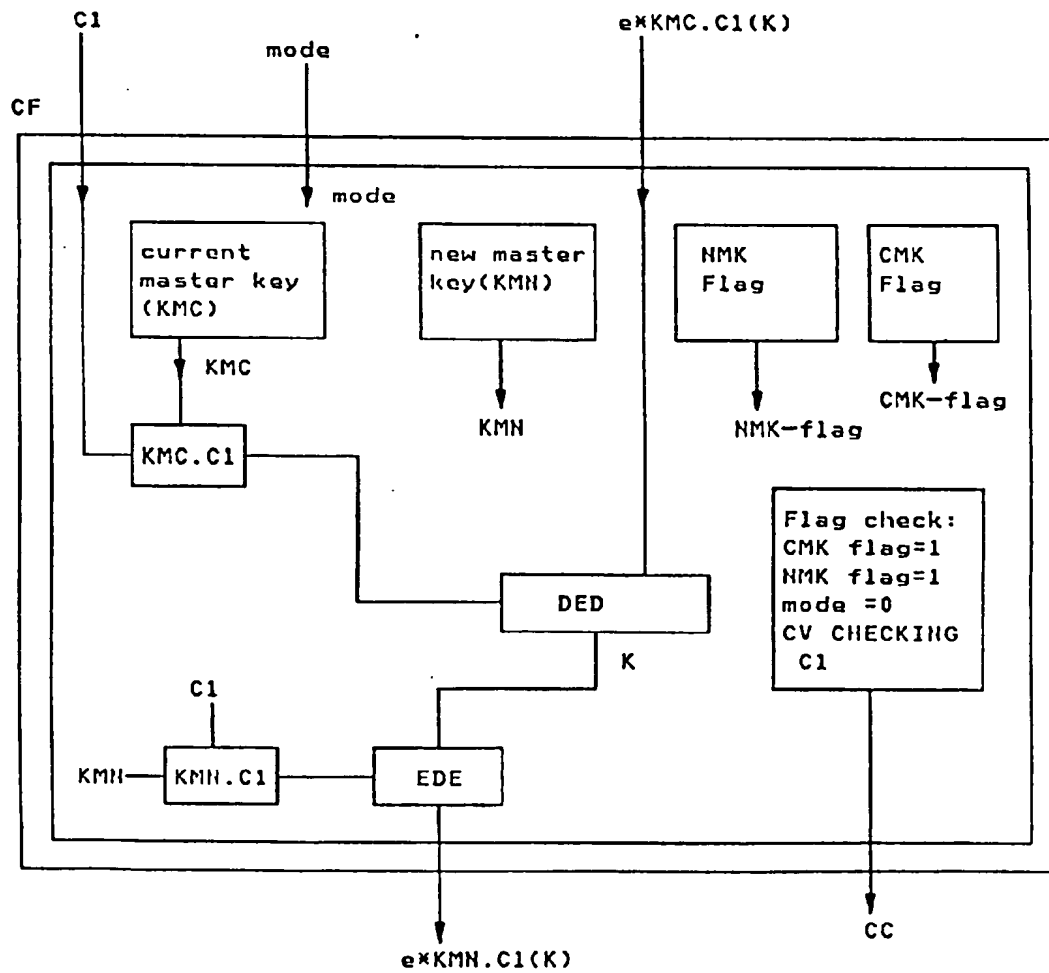 C1
mode
e*KMC.C1(K)
CF
mode
current
master key
(KMC)
new master
key(KMN)
NMK
Flag
CMK
Flag
KMC
KMN
NMK-flag
CMK-flag
KMC.C1
Flag check:
CMK flag=1
NMK flag=1
mode =0
CV CHECKING
C1
DED
K
C1
KMN
KMN.C1
EDE
CC
e*KMN.C1(K)